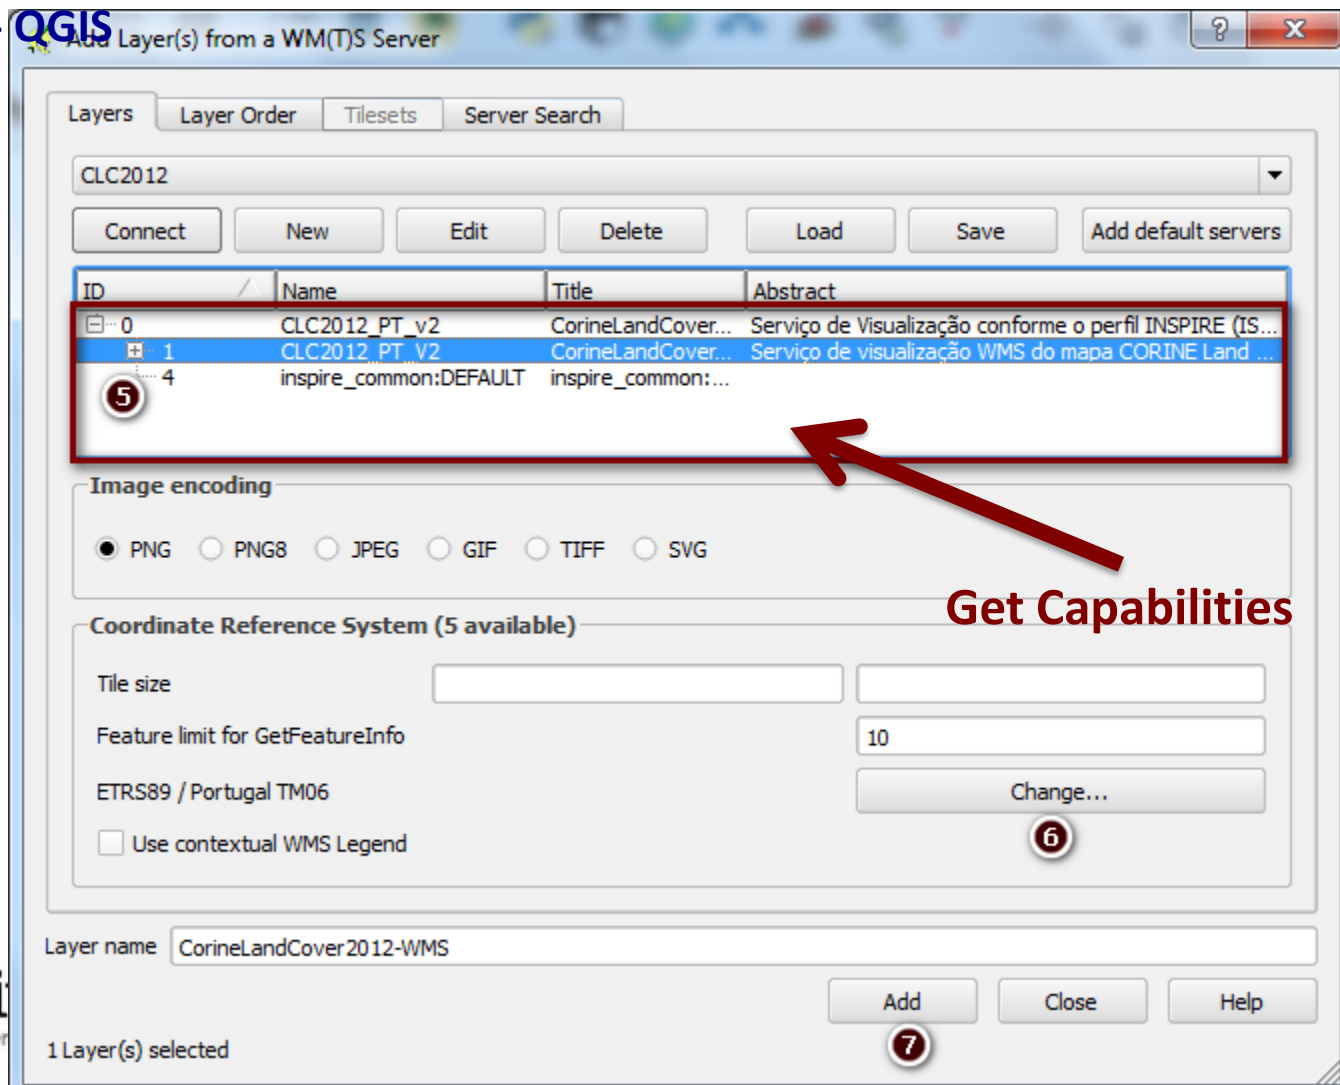 QGIS
Add Layer(s) from a WM(T)S Server
Layers Layer Order Tilesets Server Search
CLC2012
Connect New Edit Delete Load Save Add default servers
ID Name Title Abstract
0 CLC2012_PT_v2 CorineLandCover... Serviço de Visualização conforme o perfil INSPIRE (IS...
1 CLC2012_PT_V2 CorineLandCover... Serviço de visualização WMS do mapa CORINE Land ...
4 inspire_common:DEFAULT inspire_common:...
5
Image encoding
PNG PNG8 JPEG GIF TIFF SVG
Get Capabilities
Coordinate Reference System (5 available)
Tile size
Feature limit for GetFeatureInfo 10
ETRS89 / Portugal TM06 Change...
Use contextual WMS Legend
6
Layer name CorineLandCover2012-WMS
Add Close Help
7
1 Layer(s) selected